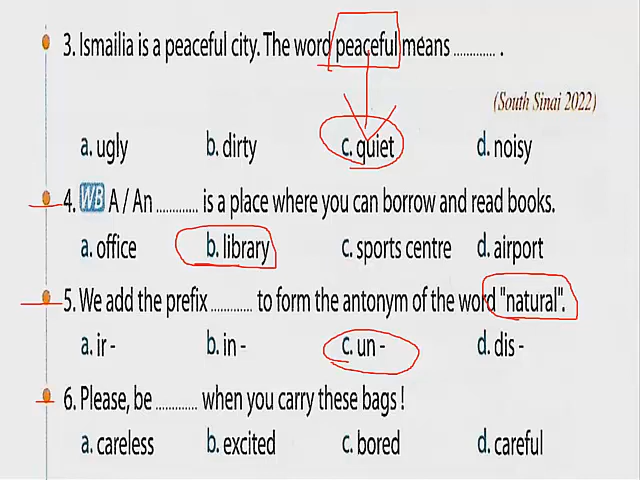 3. Ismailia is a peaceful city. The word peaceful means ............ .
(South Sinai 2022)
a. ugly b. dirty c. quiet d. noisy
4. WB A / An ............ is a place where you can borrow and read books.
a. office b. library c. sports centre d. airport
5. We add the prefix ............ to form the antonym of the word "natural".
a. ir - b. in - c. un - d. dis -
6. Please, be ............ when you carry these bags !
a. careless b. excited c. bored d. careful